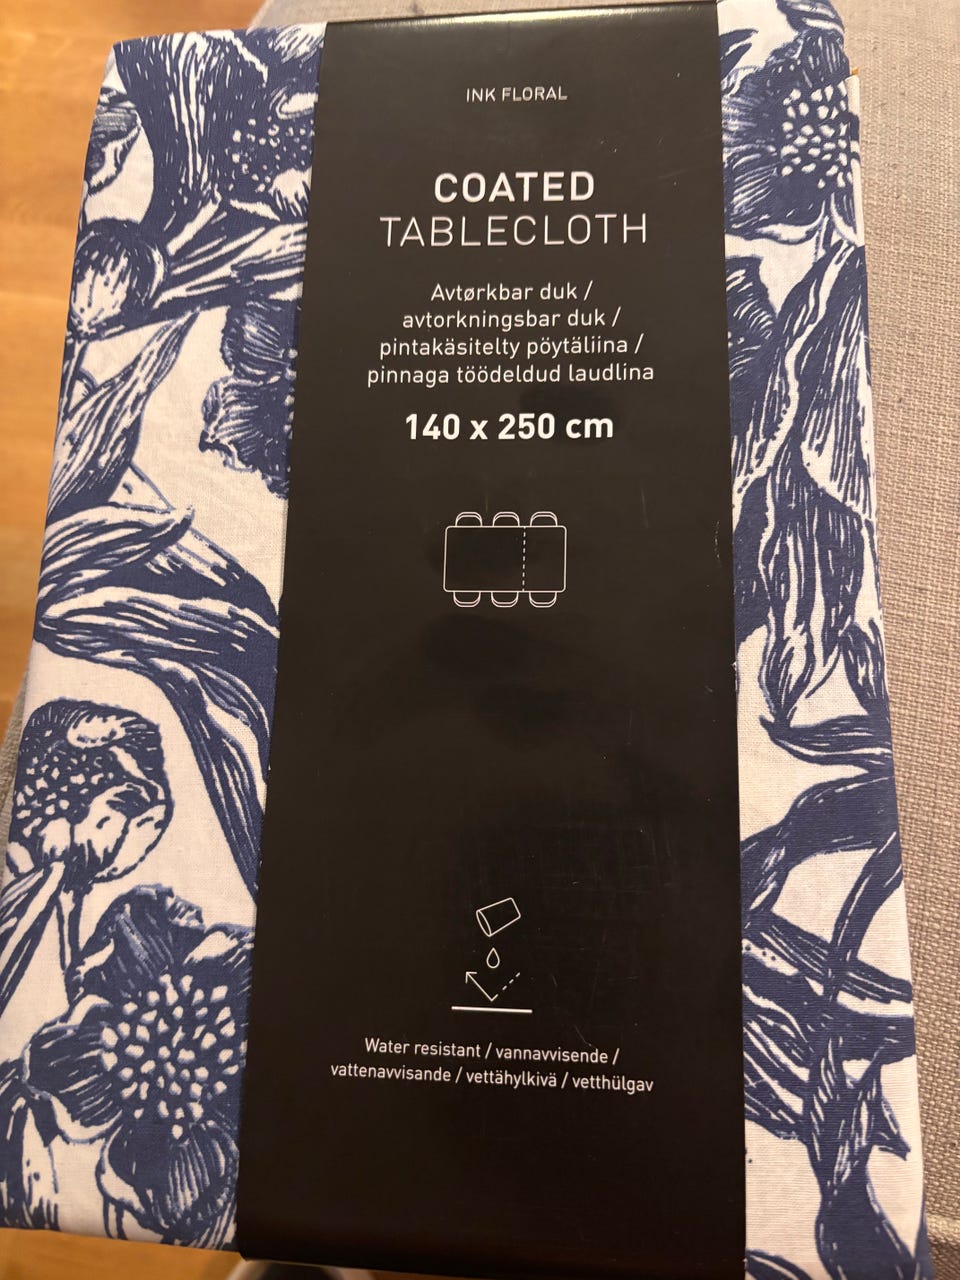 INK FLORAL
COATED
TABLECLOTH
Avtørkbar duk /
avtorkningsbar duk /
pintakäsitelty pöytäliina /
pinnaga töödeldud laudlina
140 x 250 cm
Water resistant / vannavvisende /
vattenavvisande / vettähylkivä / vetthülgav